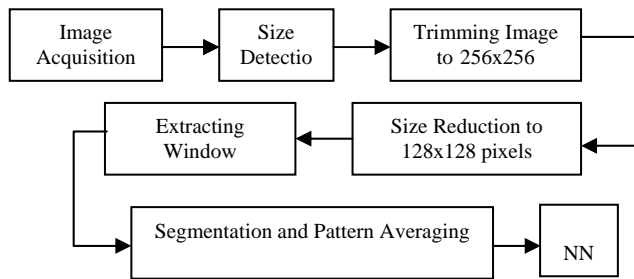 Image
Acquisition
Size
Detectio
Trimming Image
to 256x256
Size Reduction to
128x128 pixels
Extracting
Window
Segmentation and Pattern Averaging
NN